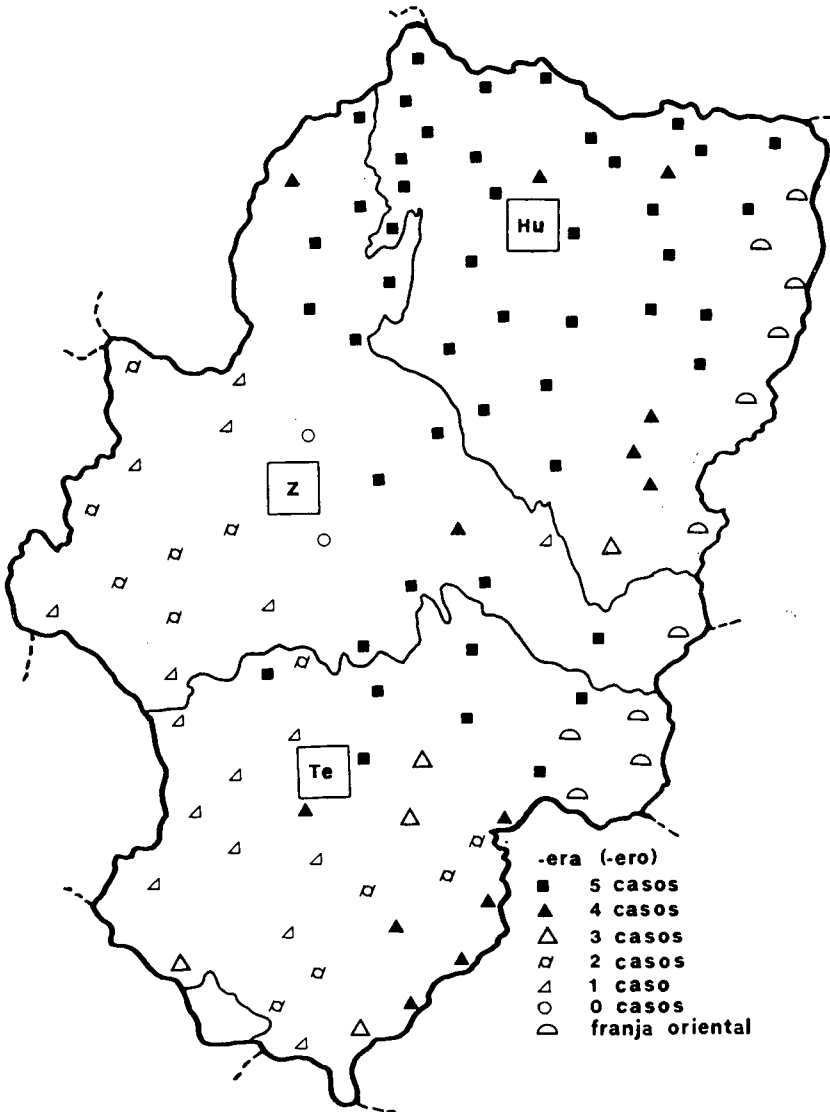 Hu
Z
Te
-era (-ero)
5 casos
4 casos
3 casos
2 casos
1 caso
0 casos
franja oriental